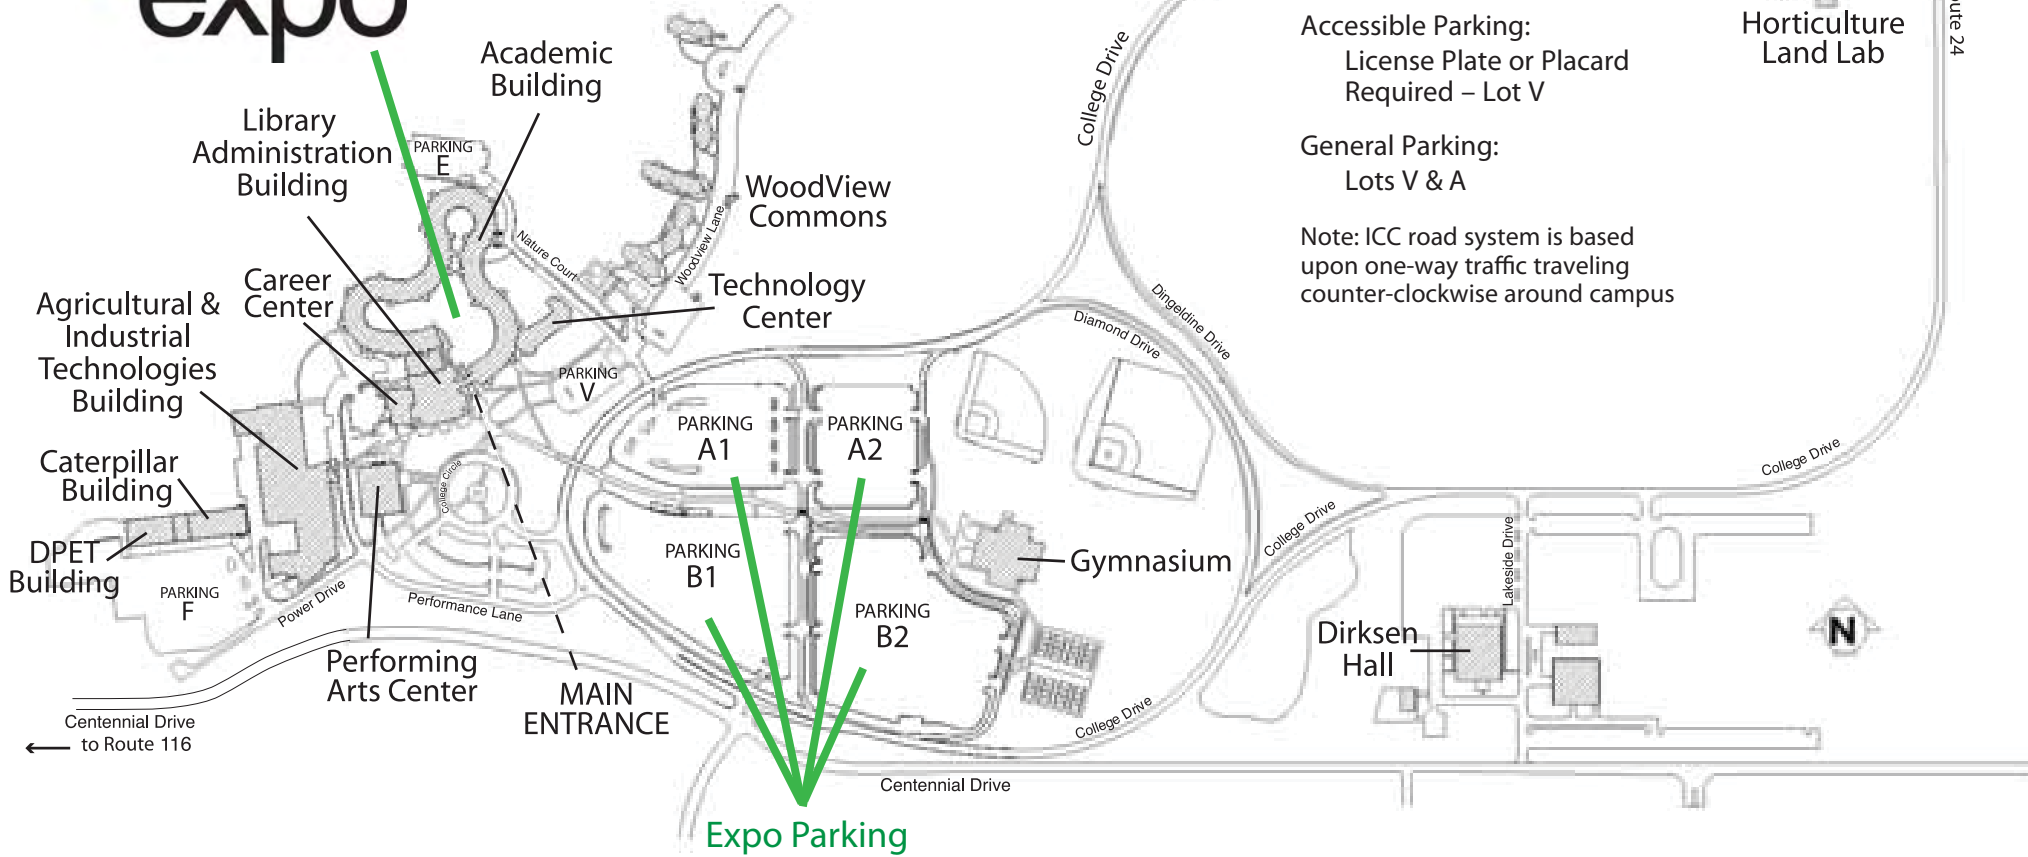 expo
Academic
Building
Library
Administration
Building
PARKING
E
WoodView
Commons
Woodview Lane
Nature Court
Career
Center
Technology
Center
Agricultural &
Industrial
Technologies
Building
PARKING
V
Caterpillar
Building
DPET
Building
PARKING
F
College Circle
Power Drive
Performance Lane
Performing
Arts Center
MAIN
ENTRANCE
Centennial Drive
to Route 116
PARKING
A1
PARKING
A2
PARKING
B1
PARKING
B2
Expo Parking
College Drive
Diamond Drive
Dingeldine Drive
Gymnasium
College Drive
College Drive
Centennial Drive
Accessible Parking:
License Plate or Placard
Required – Lot V
General Parking:
Lots V & A
Note: ICC road system is based
upon one-way traffic traveling
counter-clockwise around campus
Horticulture
Land Lab
24
College Drive
Lakeside Drive
Dirksen
Hall
N